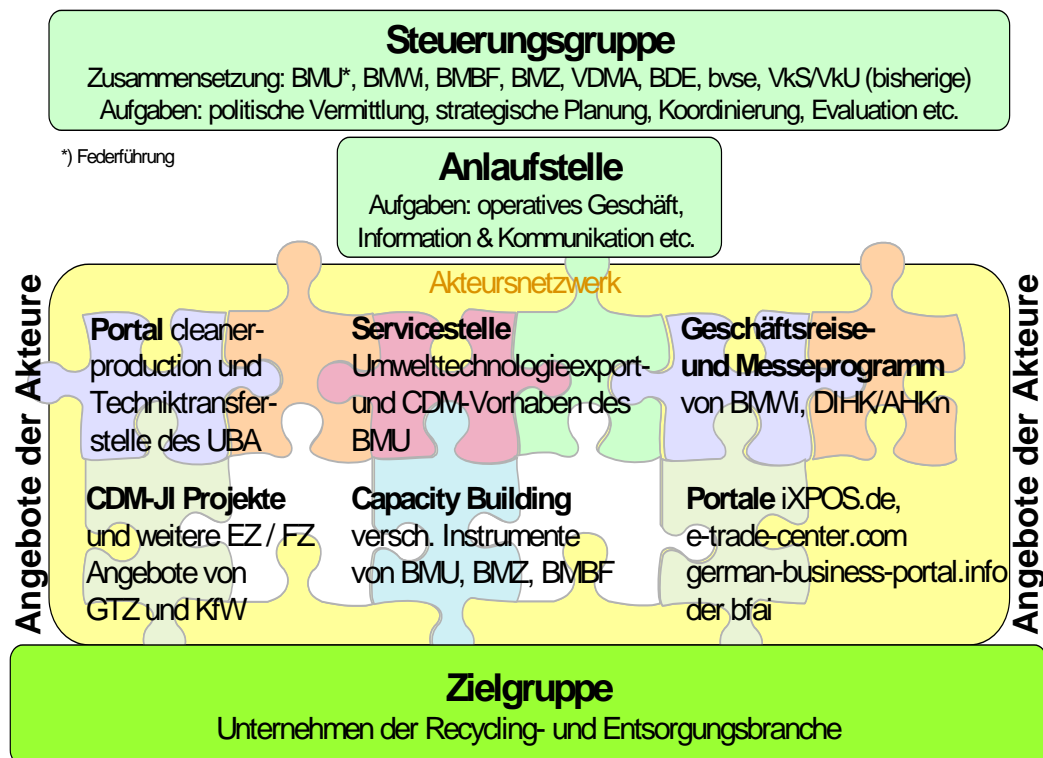 Steuerungsgruppe
Zusammensetzung: BMU*, BMWi, BMBF, BMZ, VDMA, BDE, bvse, VkS/VkU (bisherige)
Aufgaben: politische Vermittlung, strategische Planung, Koordinierung, Evaluation etc.
*) Federführung
Anlaufstelle
Aufgaben: operatives Geschäft,
Information & Kommunikation etc.
Angebote der Akteure
Akteursnetzwerk
Portal cleaner-
production und
Techniktransfer-
stelle des UBA
Servicestelle
Umwelttechnologieexport-
und CDM-Vorhaben des
BMU
Geschäftsreise-
und Messeprogramm
von BMWi, DIHK/AHKn
CDM-JI Projekte
und weitere EZ / FZ
Angebote von
GTZ und KfW
Capacity Building
versch. Instrumente
von BMU, BMZ, BMBF
Portale iXPOS.de,
e-trade-center.com
german-business-portal.info
der bfai
Angebote der Akteure
Zielgruppe
Unternehmen der Recycling- und Entsorgungsbranche